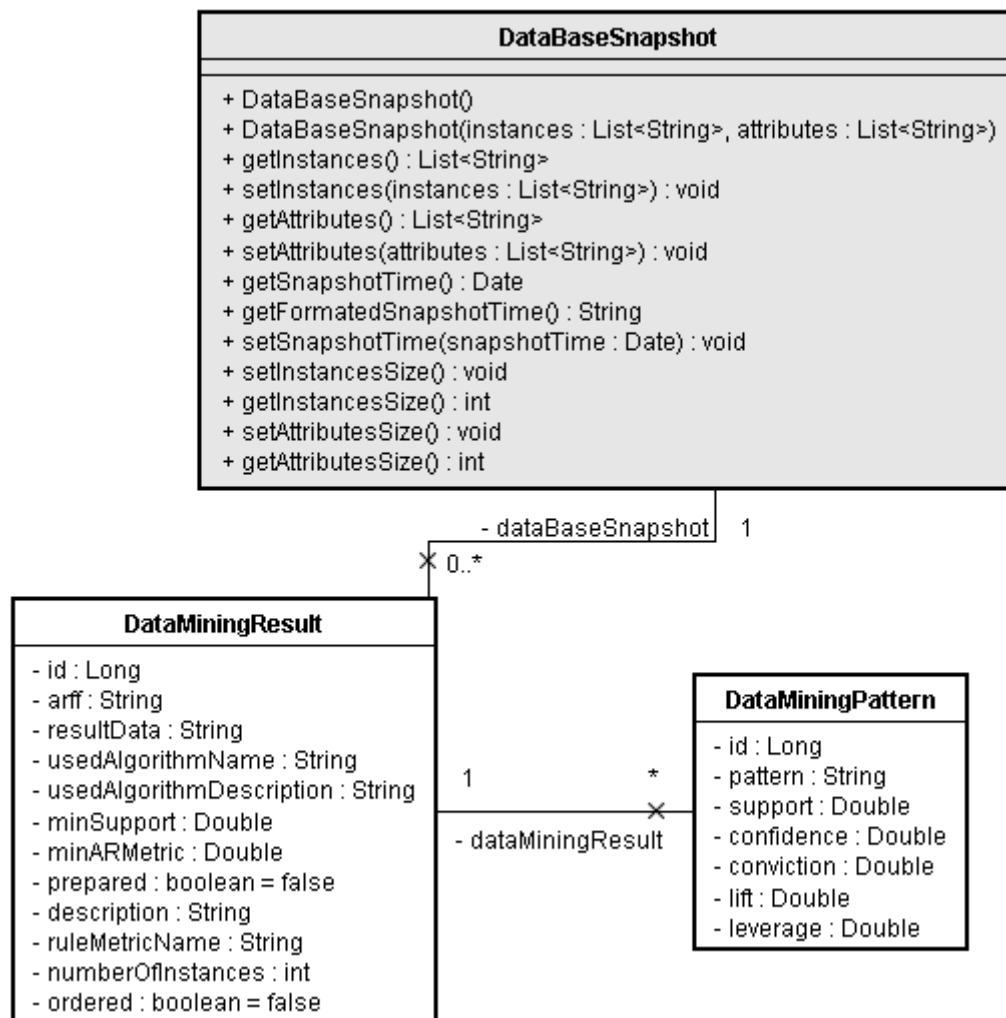 DataBaseSnapshot
+ DataBaseSnapshot()
+ DataBaseSnapshot(instances : List<String>, attributes : List<String>)
+ getInstances() : List<String>
+ setInstances(instances : List<String>) : void
+ getAttributes() : List<String>
+ setAttributes(attributes : List<String>) : void
+ getSnapshotTime() : Date
+ getFormatedSnapshotTime() : String
+ setSnapshotTime(snapshotTime : Date) : void
+ setInstancesSize() : void
+ getInstancesSize() : int
+ setAttributesSize() : void
+ getAttributesSize() : int
- dataBaseSnapshot 1
0..*
DataMiningResult
- id : Long
- arff : String
- resultData : String
- usedAlgorithmName : String
- usedAlgorithmDescription : String
- minSupport : Double
- minARMetric : Double
- prepared : boolean = false
- description : String
- ruleMetricName : String
- numberOfInstances : int
- ordered : boolean = false
1 *
- dataMiningResult
DataMiningPattern
- id : Long
- pattern : String
- support : Double
- confidence : Double
- conviction : Double
- lift : Double
- leverage : Double